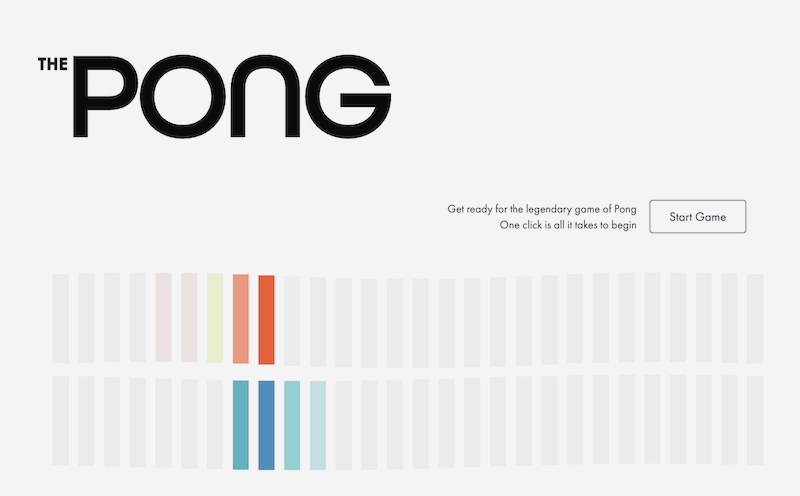 THE PONG
Get ready for the legendary game of Pong
One click is all it takes to begin
Start Game